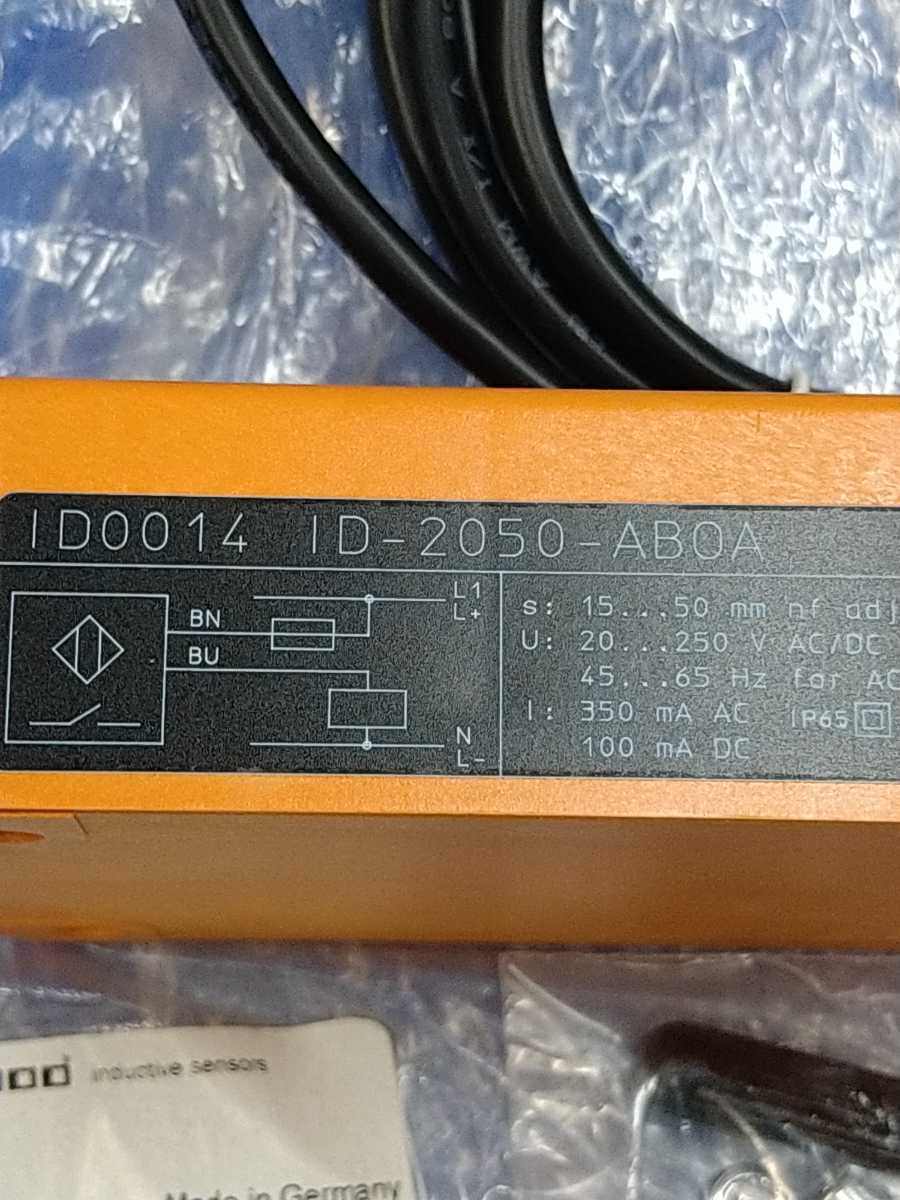 ID0014 ID-2050-ABOA
BN
BU
L1
L+
N
L-
s: 15...50 mm nf adj
U: 20...250 V AC/DC
45...65 Hz for AC
I: 350 mA AC IP65
100 mA DC
inductive sensors
Made in Germany